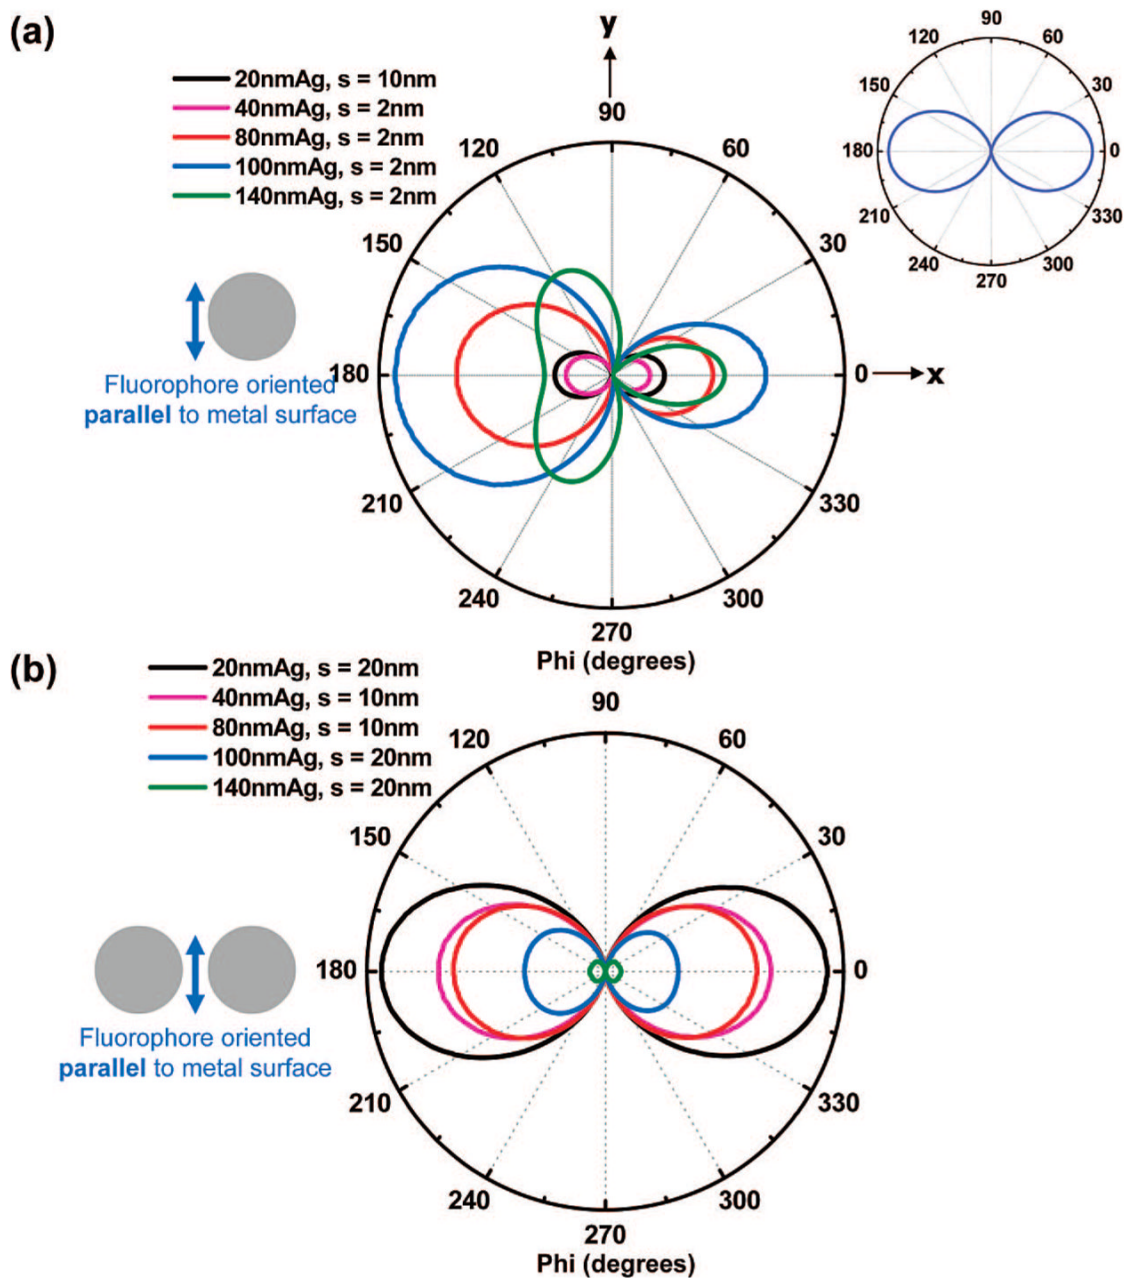 (a)
y
20nmAg, s = 10nm
40nmAg, s = 2nm
80nmAg, s = 2nm
100nmAg, s = 2nm
140nmAg, s = 2nm
90
120
60
150
30
180
0
x
210
330
240
300
270
Phi (degrees)
90
120
60
150
30
180
0
210
330
240
300
270
Fluorophore oriented
parallel to metal surface
(b)
20nmAg, s = 20nm
40nmAg, s = 10nm
80nmAg, s = 10nm
100nmAg, s = 20nm
140nmAg, s = 20nm
90
120
60
150
30
180
0
210
330
240
300
270
Phi (degrees)
Fluorophore oriented
parallel to metal surface